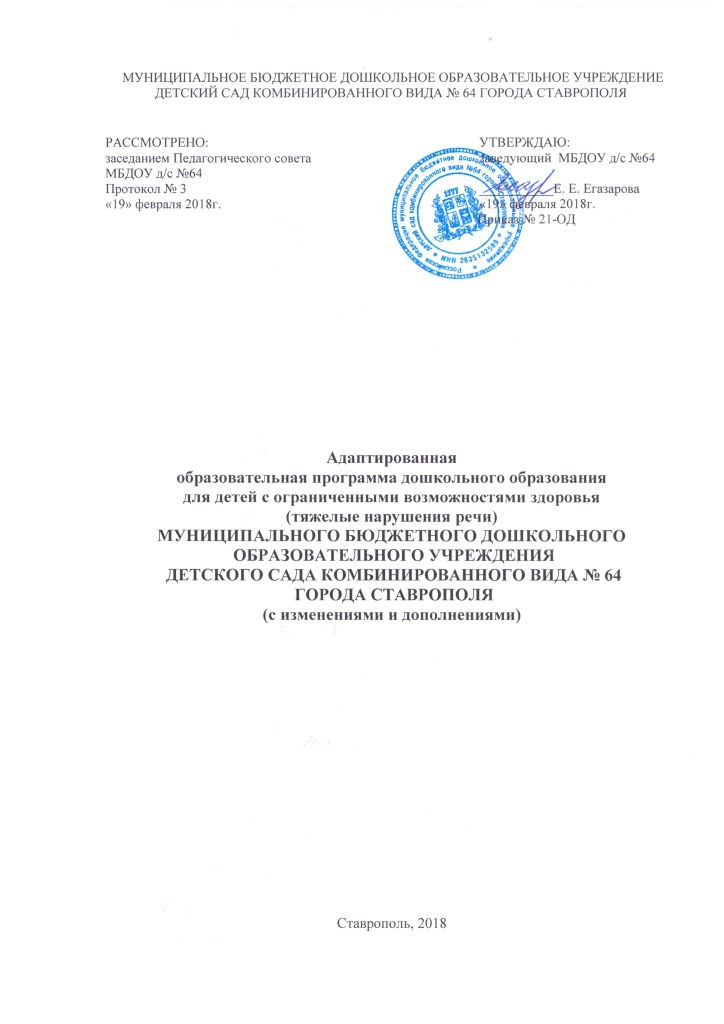 МУНИЦИПАЛЬНОЕ БЮДЖЕТНОЕ ДОШКОЛЬНОЕ ОБРАЗОВАТЕЛЬНОЕ УЧРЕЖДЕНИЕ
ДЕТСКИЙ САД КОМБИНИРОВАННОГО ВИДА № 64 ГОРОДА СТАВРОПОЛЯ
РАССМОТРЕНО:
заседанием Педагогического совета
МБДОУ д/с №64
Протокол № 3
«19» февраля 2018г.
УТВЕРЖДАЮ:
заведующий МБДОУ д/с №64
Е. Е. Егазарова
«19» февраля 2018г.
Приказ № 21-ОД
1777
ИНН 2635132589
Адаптированная
образовательная программа дошкольного образования
для детей с ограниченными возможностями здоровья
(тяжелые нарушения речи)
МУНИЦИПАЛЬНОГО БЮДЖЕТНОГО ДОШКОЛЬНОГО
ОБРАЗОВАТЕЛЬНОГО УЧРЕЖДЕНИЯ
ДЕТСКОГО САДА КОМБИНИРОВАННОГО ВИДА № 64
ГОРОДА СТАВРОПОЛЯ
(с изменениями и дополнениями)
Ставрополь, 2018